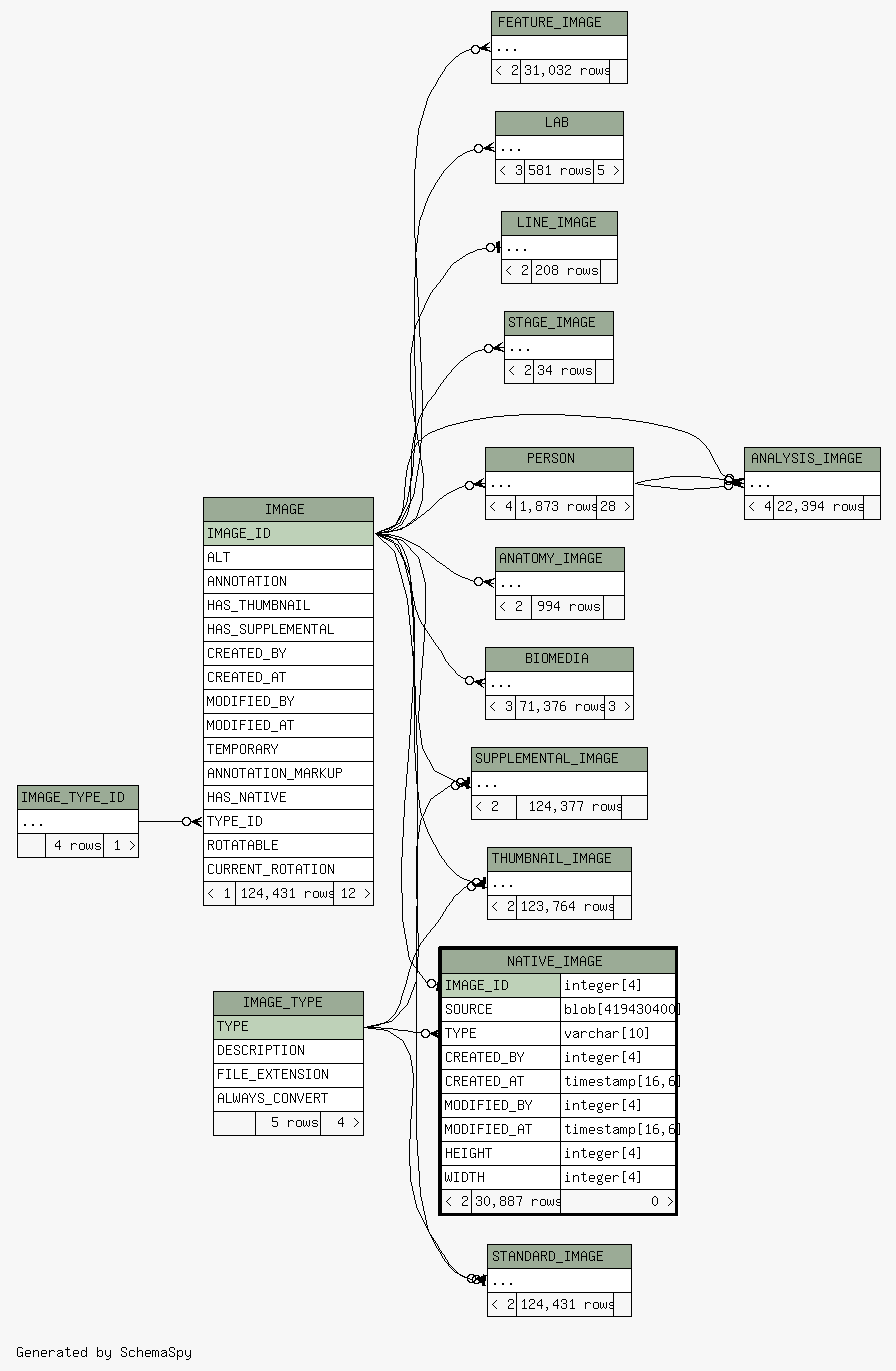 FEATURE_IMAGE
...
< 2 31,032 rows
LAB
...
< 3 581 rows 5 >
LINE_IMAGE
...
< 2 208 rows
STAGE_IMAGE
...
< 2 34 rows
PERSON
...
< 4 1,873 rows 28 >
ANALYSIS_IMAGE
...
< 4 22,394 rows
IMAGE
IMAGE_ID
ALT
ANNOTATION
HAS_THUMBNAIL
HAS_SUPPLEMENTAL
CREATED_BY
CREATED_AT
MODIFIED_BY
MODIFIED_AT
TEMPORARY
ANNOTATION_MARKUP
HAS_NATIVE
TYPE_ID
ROTATABLE
CURRENT_ROTATION
< 1 124,431 rows 12 >
ANATOMY_IMAGE
...
< 2 994 rows
BIOMEDIA
...
< 3 71,376 rows 3 >
SUPPLEMENTAL_IMAGE
...
< 2 124,377 rows
IMAGE_TYPE_ID
...
4 rows 1 >
THUMBNAIL_IMAGE
...
< 2 123,764 rows
NATIVE_IMAGE
IMAGE_ID integer[4]
SOURCE blob[419430400]
TYPE varchar[10]
CREATED_BY integer[4]
CREATED_AT timestamp[16,6]
MODIFIED_BY integer[4]
MODIFIED_AT timestamp[16,6]
HEIGHT integer[4]
WIDTH integer[4]
< 2 30,887 rows 0 >
IMAGE_TYPE
TYPE
DESCRIPTION
FILE_EXTENSION
ALWAYS_CONVERT
5 rows 4 >
STANDARD_IMAGE
...
< 2 124,431 rows
Generated by SchemaSpy